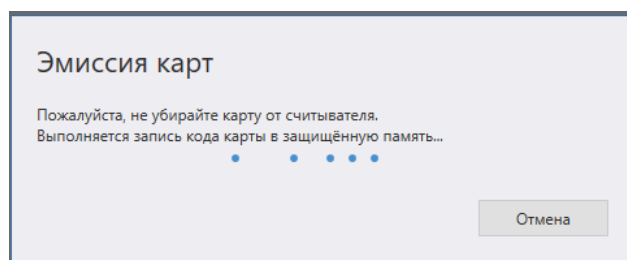 Эмиссия карт
Пожалуйста, не убирайте карту от считывателя.
Выполняется запись кода карты в защищённую память...
Отмена